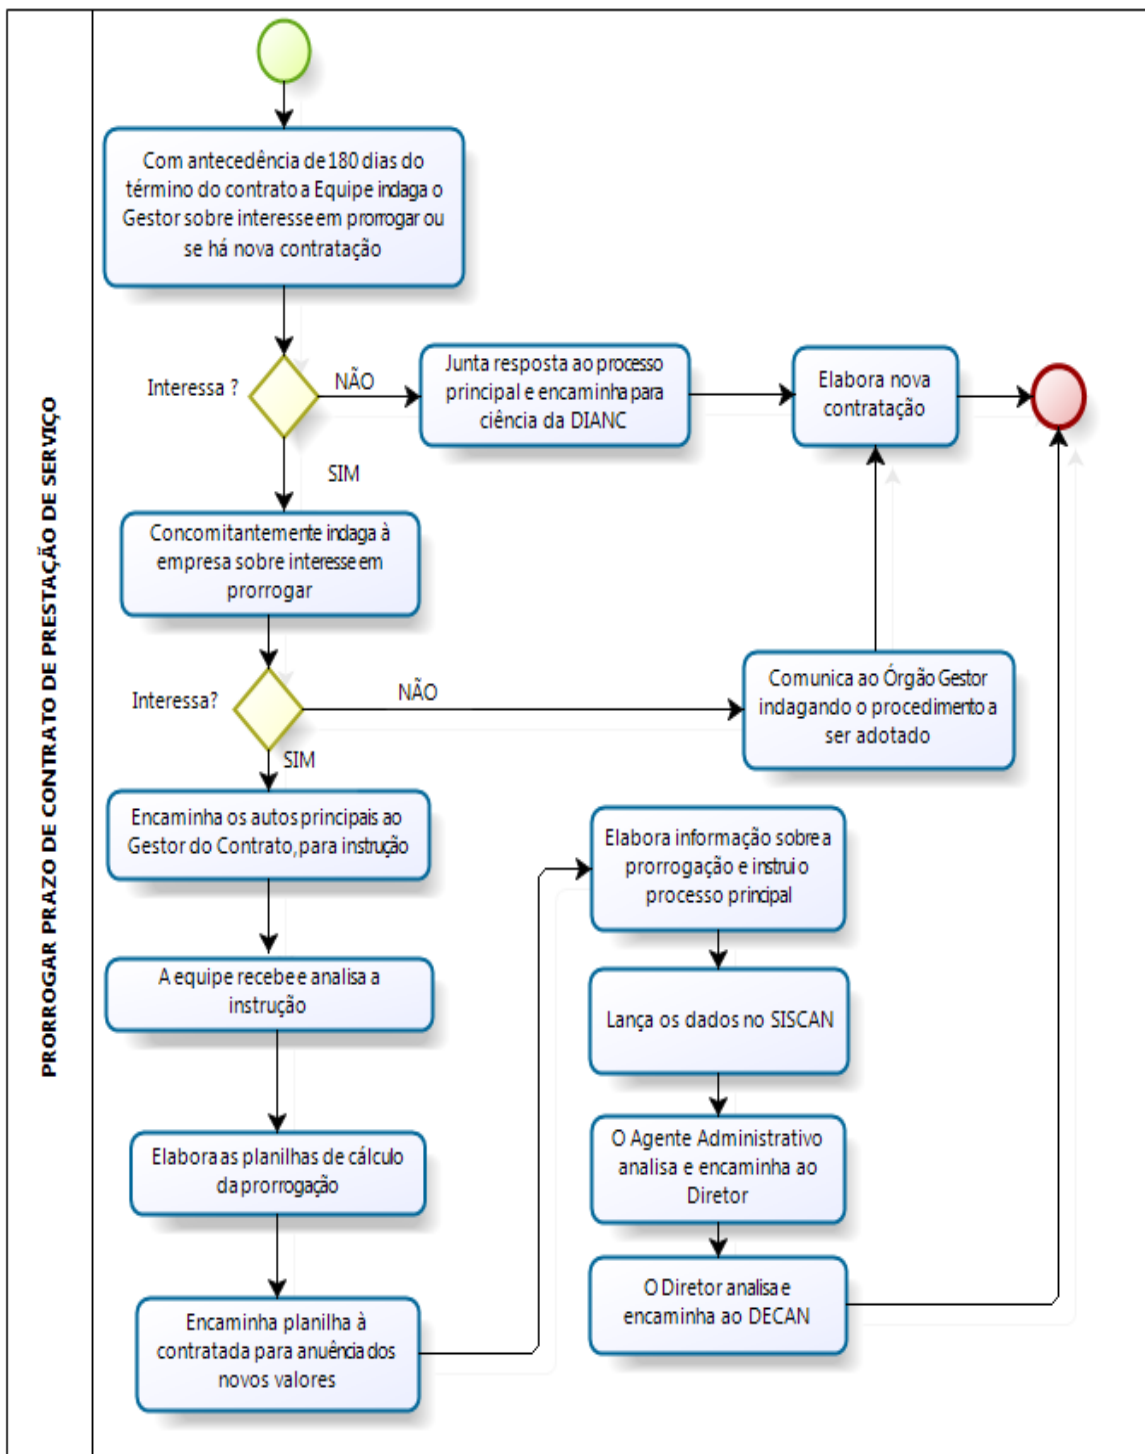 PRORROGAR PRAZO DE CONTRATO DE PRESTAÇÃO DE SERVIÇO
Com antecedência de 180 dias do
término do contrato a Equipe indaga o
Gestor sobre interesse em prorrogar ou
se há nova contratação
Interessa ?
NÃO
Junta resposta ao processo
principal e encaminha para
ciência da DIANC
Elabora nova
contratação
SIM
Concomitantemente indaga à
empresa sobre interesse em
prorrogar
Interessa?
NÃO
Comunica ao Órgão Gestor
indagando o procedimento a
ser adotado
SIM
Encaminha os autos principais ao
Gestor do Contrato, para instrução
A equipe recebe e analisa a
instrução
Elabora as planilhas de cálculo
da prorrogação
Encaminha planilha à
contratada para anuência dos
novos valores
Elabora informação sobre a
prorrogação e instrui o
processo principal
Lança os dados no SISCAN
O Agente Administrativo
analisa e encaminha ao
Diretor
O Diretor analisa e
encaminha ao DECAN